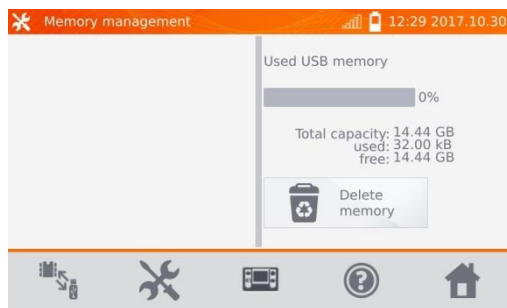 Memory management
12:29 2017.10.30
Used USB memory
0%
Total capacity: 14.44 GB
used: 32.00 kB
free: 14.44 GB
Delete
memory